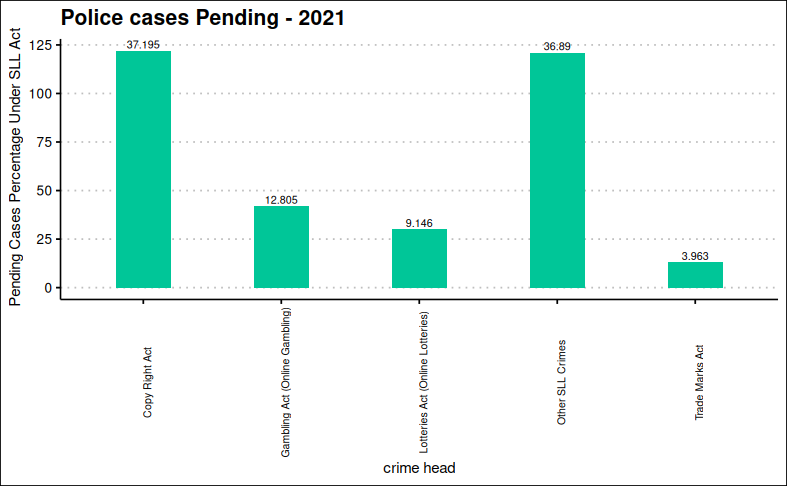 Police cases Pending - 2021
Pending Cases Percentage Under SLL Act
125
100
75
50
25
0
37.195
12.805
9.146
36.89
3.963
Copy Right Act
Gambling Act (Online Gambling)
Lotteries Act (Online Lotteries)
Other SLL Crimes
Trade Marks Act
crime head